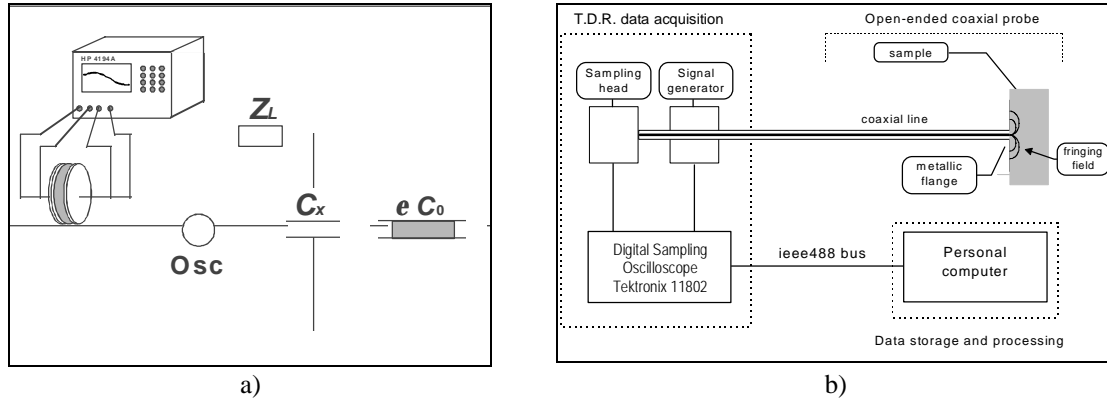 HP 4194A
ZL
Cx
e C0
Osc
a)
T.D.R. data acquisition
Open-ended coaxial probe
sample
Sampling
head
Signal
generator
coaxial line
metallic
flange
fringing
field
Digital Sampling
Oscilloscope
Tektronix 11802
ieee488 bus
Personal
computer
Data storage and processing
b)